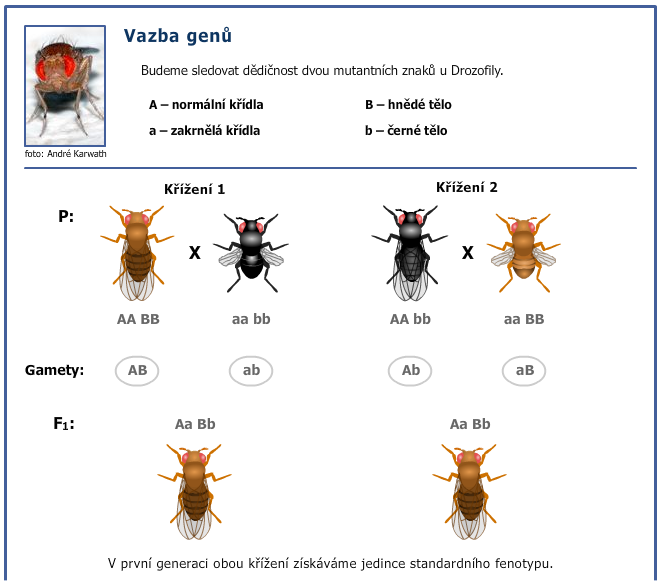 Vazba genů
Budeme sledovat dědičnost dvou mutantních znaků u Drozofily.
A – normální křídla B – hnědé tělo
a – zakrnělá křídla b – černé tělo
foto: André Karwath
Křížení 1 Křížení 2
P:
X X
AA BB aa bb AA bb aa BB
Gamety: AB ab Ab aB
F₁: Aa Bb Aa Bb
V první generaci obou křížení získáváme jedince standardního fenotypu.